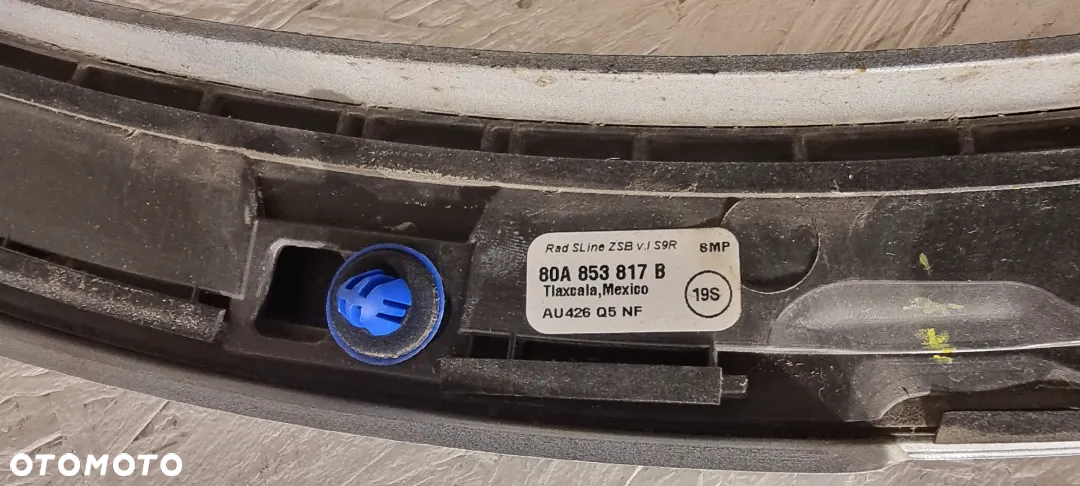 Rad SLine ZSB v.l S9R 6MP
80A 853 817 B
Tlaxcala,Mexico
19S
AU426 Q5 NF
OTOMOTO